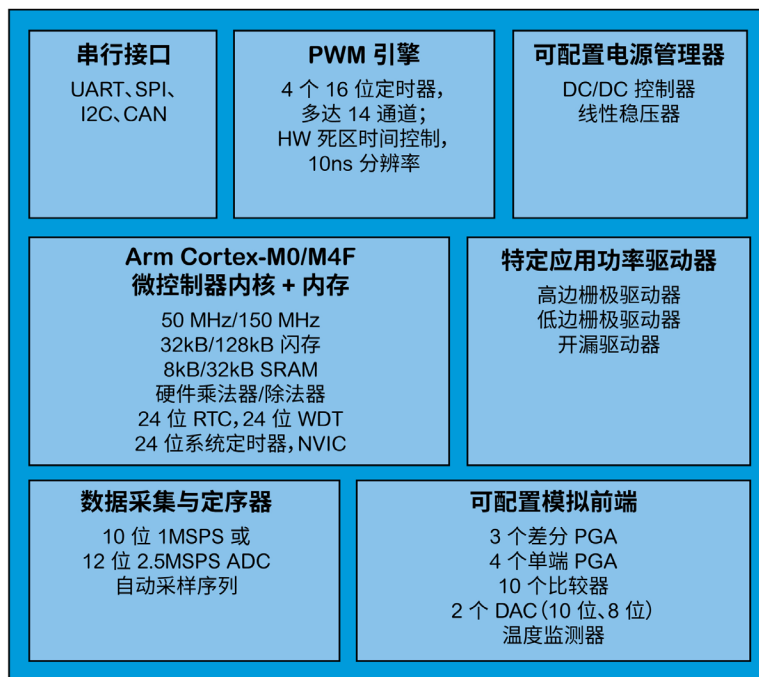 串行接口
UART、SPI、
I2C、CAN
PWM 引擎
4 个 16 位定时器，
多达 14 通道；
HW 死区时间控制，
10ns 分辨率
可配置电源管理器
DC/DC 控制器
线性稳压器
Arm Cortex-M0/M4F
微控制器内核 + 内存
50 MHz/150 MHz
32kB/128kB 闪存
8kB/32kB SRAM
硬件乘法器/除法器
24 位 RTC，24 位 WDT
24 位系统定时器，NVIC
特定应用功率驱动器
高边栅极驱动器
低边栅极驱动器
开漏驱动器
数据采集与定序器
10 位 1MSPS 或
12 位 2.5MSPS ADC
自动采样序列
可配置模拟前端
3 个差分 PGA
4 个单端 PGA
10 个比较器
2 个 DAC（10 位、8 位）
温度监测器